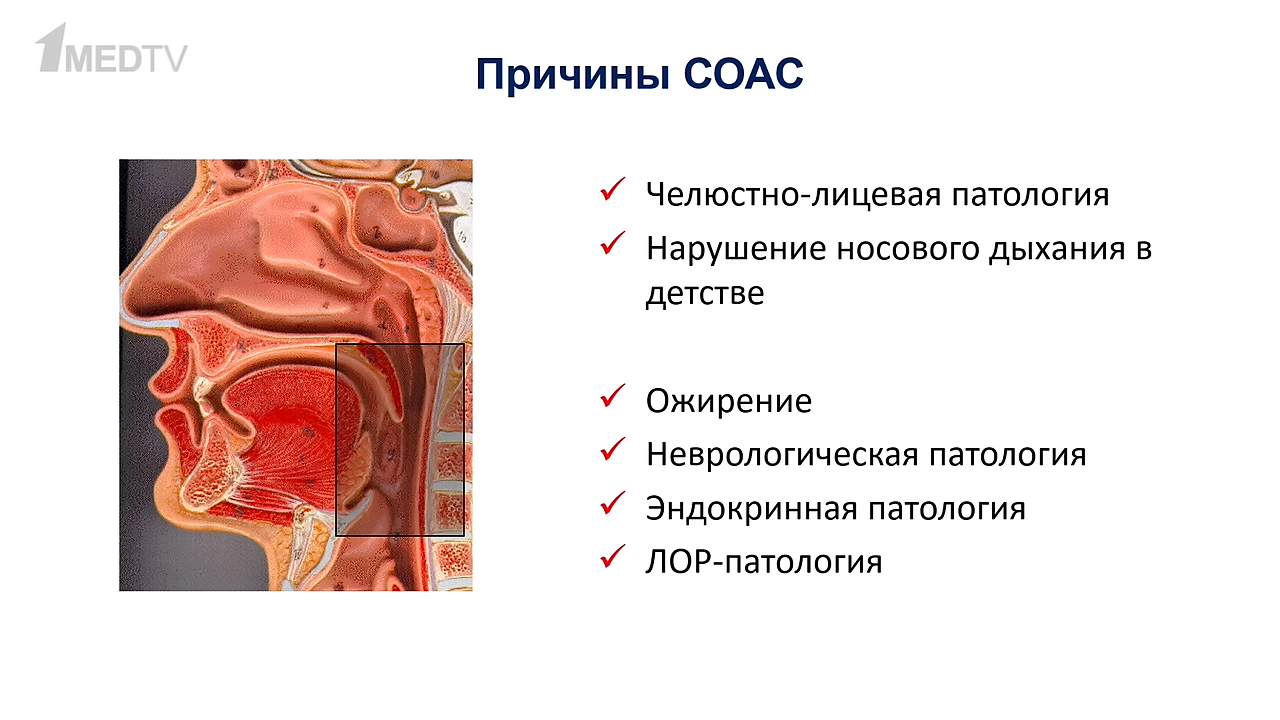 1MEDTV
Причины СОАС
Челюстно-лицевая патология
Нарушение носового дыхания в
детстве
Ожирение
Неврологическая патология
Эндокринная патология
ЛОР-патология